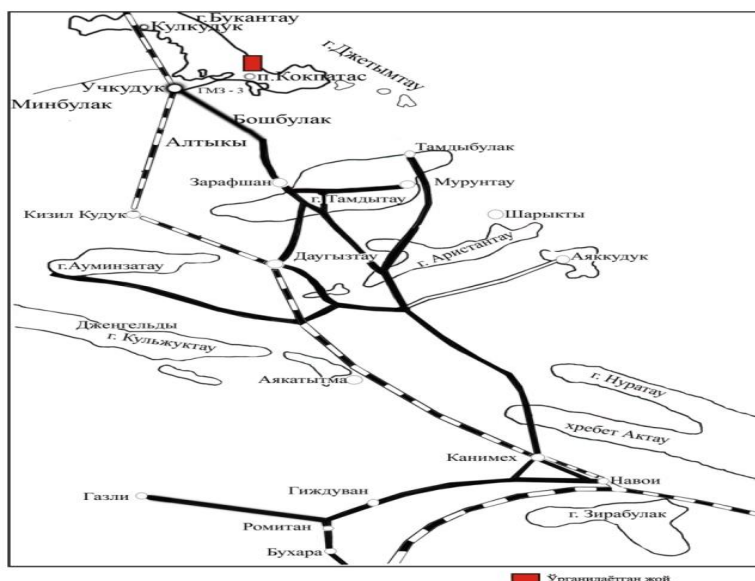 г.Букантау
Кулкудук
г.Джетымтау
п.Кокпатас
Учкудук
ГМЗ - 3
Минбулак
Бошбулак
Алтыкы
Тамдыбулак
Зарафшан
Мурунтау
г.Тамдытау
Кизил Кудук
Шарыкты
г. Аристантау
Даугызтау
Аяккудук
г.Ауминзатау
Дженгельды
г. Кульжуктау
Аякатытма
г. Нуратау
хребет Актау
Канимех
Навои
Газли
Гиждуван
г. Зирабулак
Ромитан
Бухара
Ўрганилаётган жой